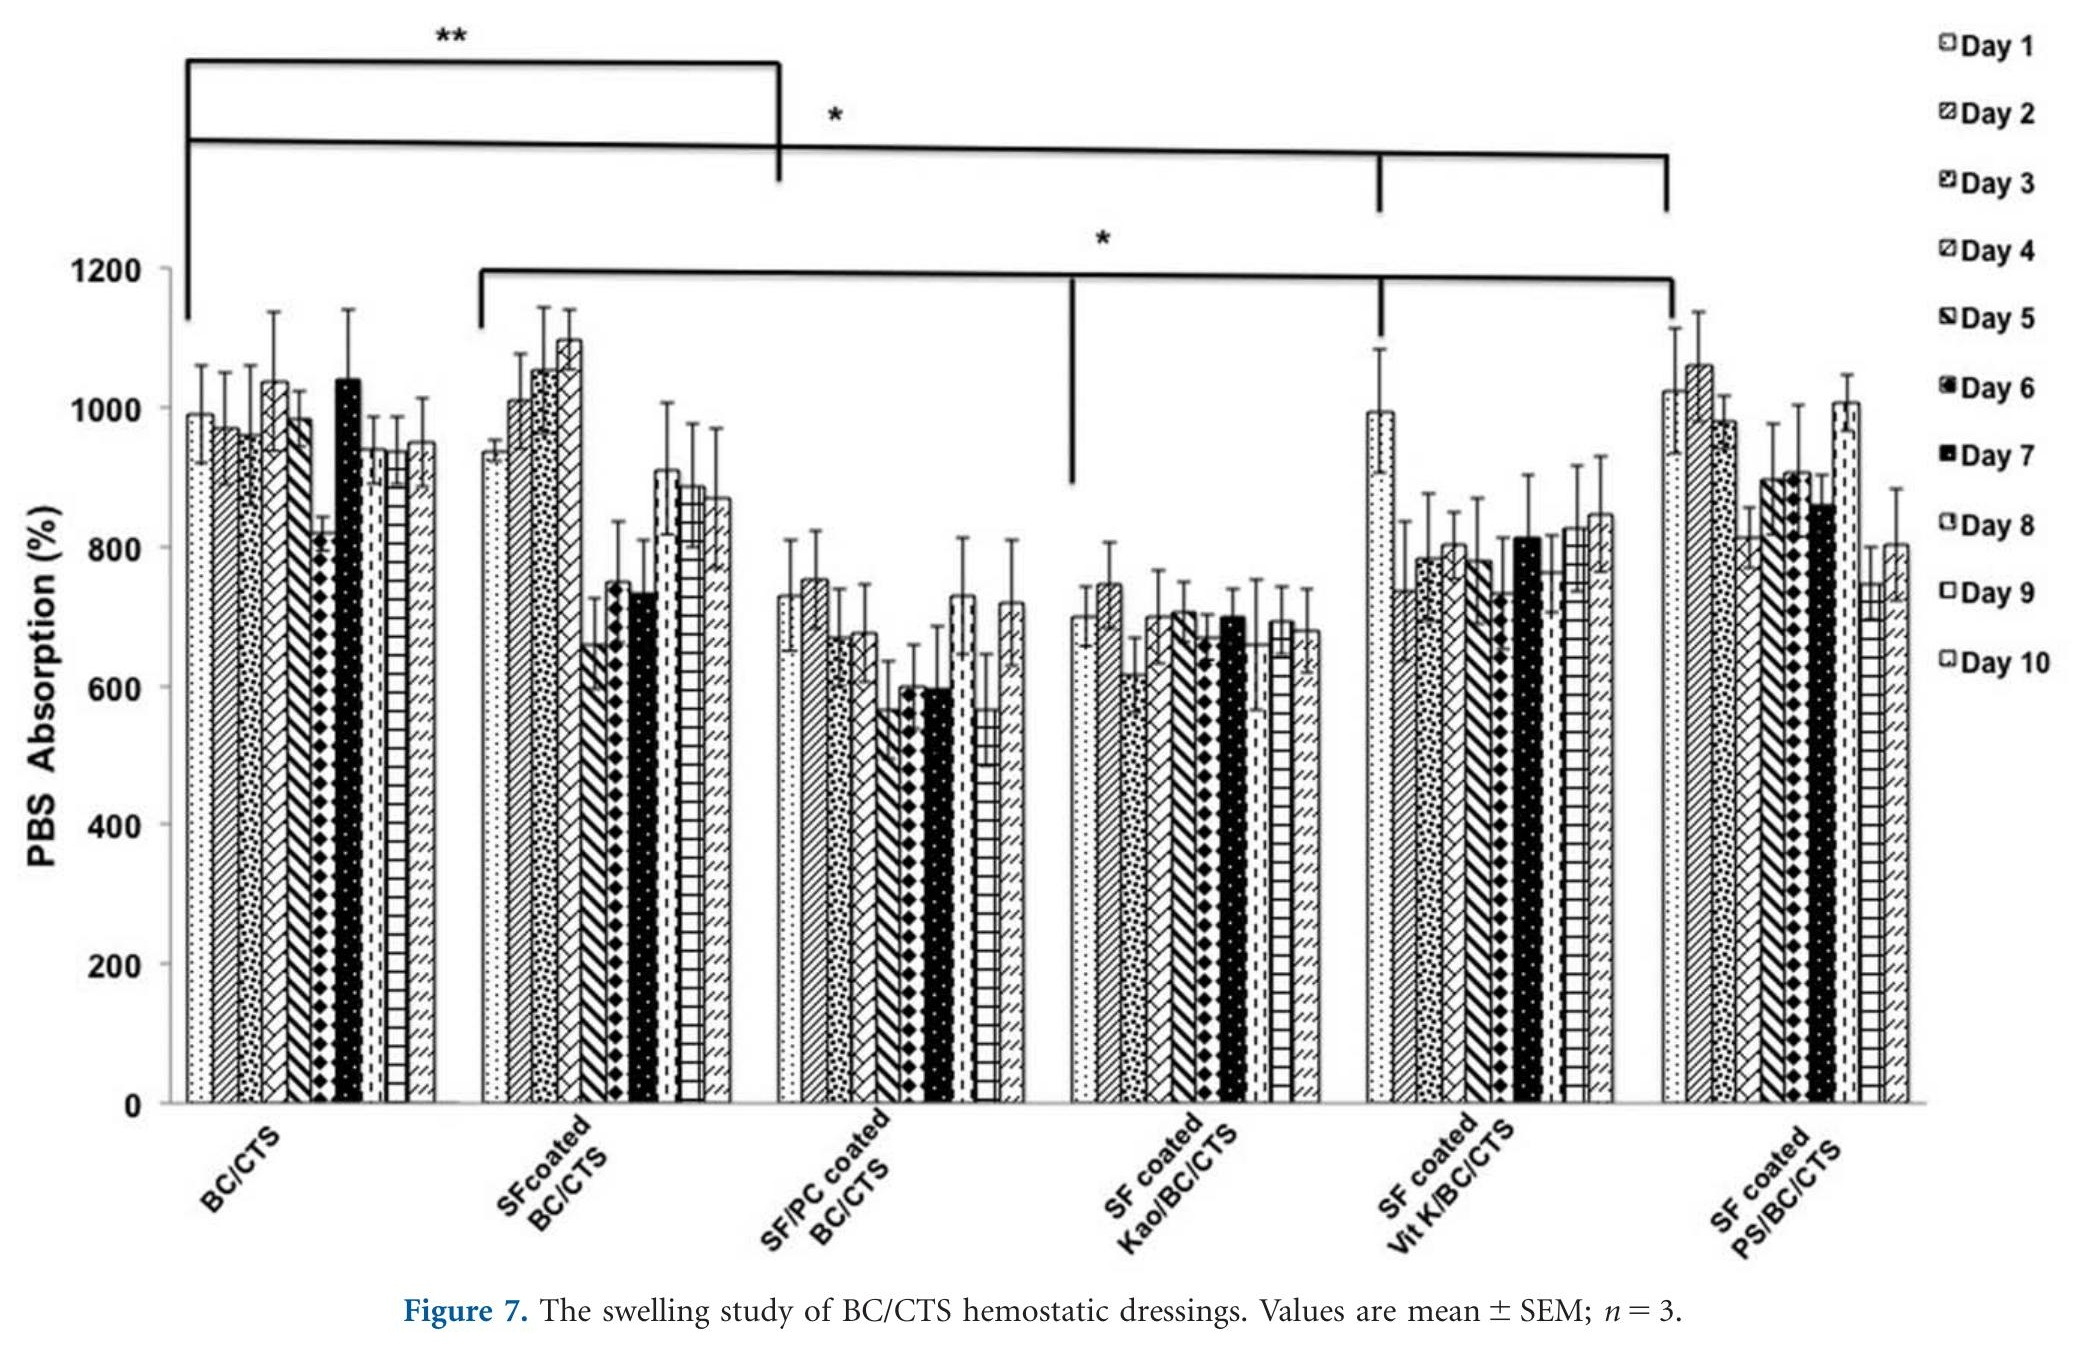 **
*
*
Day 1
Day 2
Day 3
Day 4
Day 5
Day 6
Day 7
Day 8
Day 9
Day 10
PBS Absorption (%)
1200
1000
800
600
400
200
0
BC/CTS
SFcoated
BC/CTS
SF/PC coated
BC/CTS
SF coated
Kao/BC/CTS
SF coated
Vit K/BC/CTS
SF coated
PS/BC/CTS
Figure 7. The swelling study of BC/CTS hemostatic dressings. Values are mean ± SEM; n = 3.